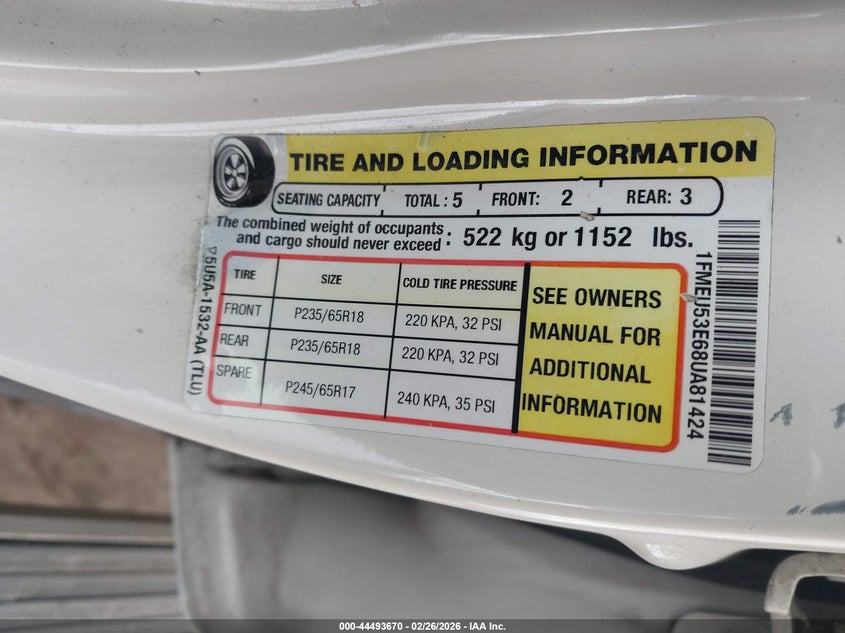 TIRE AND LOADING INFORMATION
SEATING CAPACITY TOTAL : 5 FRONT: 2 REAR: 3
The combined weight of occupants
and cargo should never exceed : 522 kg or 1152 lbs.
TIRE SIZE COLD TIRE PRESSURE
FRONT P235/65R18 220 KPA, 32 PSI
REAR P235/65R18 220 KPA, 32 PSI
SPARE P245/65R17 240 KPA, 35 PSI
SEE OWNERS
MANUAL FOR
ADDITIONAL
INFORMATION
5U5A-1532-AA (TLU)
1FMEU53E68UA81424
000-44493670 - 02/26/2026 - IAA Inc.